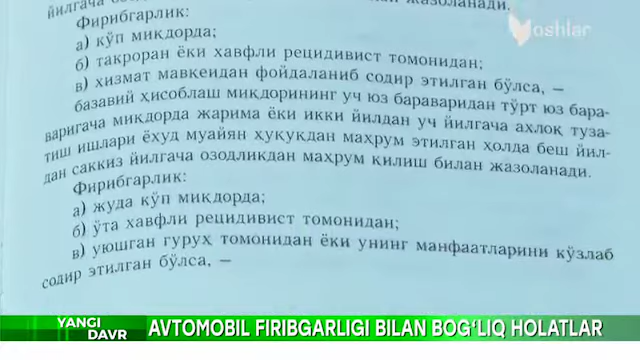 йилгача жазоланади.
Фирибгарлик:
а) кўп миқдорда;
б) такроран ёки хавфли рецидивист томонидан;
в) хизмат мавқеидан фойдаланиб содир этилган бўлса, —
базавий ҳисоблаш миқдорининг уч юз бараваридан тўрт юз бара-
варигача миқдорда жарима ёки икки йилдан уч йилгача ахлоқ туза-
тиш ишлари ёхуд муайян ҳуқуқдан маҳрум этилган ҳолда беш йил-
дан саккиз йилгача озодликдан маҳрум қилиш билан жазоланади.
Фирибгарлик:
а) жуда кўп миқдорда;
б) ўта хавфли рецидивист томонидан;
в) уюшган гуруҳ томонидан ёки унинг манфаатларини кўзлаб
содир этилган бўлса, —
Yoshlar
YANGI
DAVR
AVTOMOBIL FIRIBGARLIGI BILAN BOG‘LIQ HOLATLAR